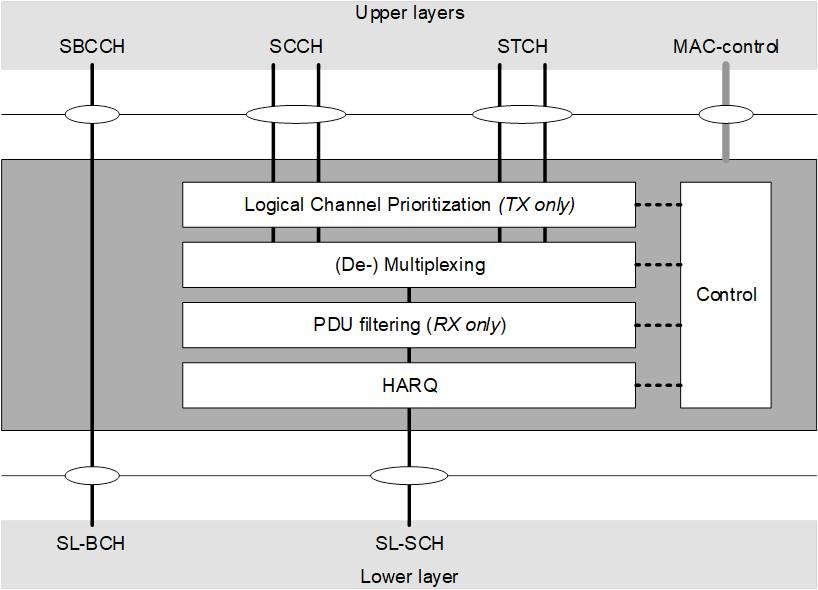 Upper layers
SBCCH SCCH STCH MAC-control
Logical Channel Prioritization (TX only)
(De-) Multiplexing
Control
PDU filtering (RX only)
HARQ
SL-BCH SL-SCH
Lower layer